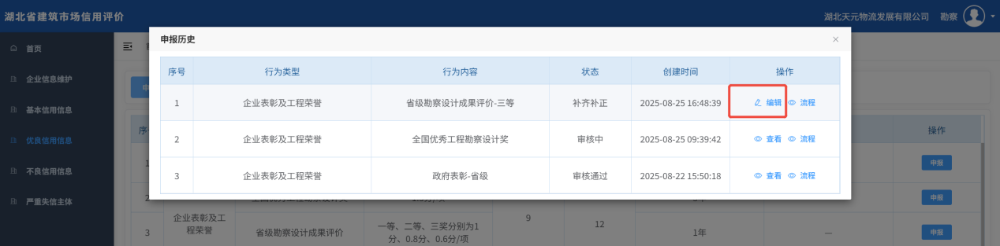 湖北省建筑市场信用评价
湖北天元物流发展有限公司 勘察
首页
企业信息维护
基本信用信息
优良信用信息
不良信用信息
严重失信主体
申报历史
序号 行为类型 行为内容 状态 创建时间 操作
1 企业表彰及工程荣誉 省级勘察设计成果评价-三等 补齐补正 2025-08-25 16:48:39 编辑 流程
2 企业表彰及工程荣誉 全国优秀工程勘察设计奖 审核中 2025-08-25 09:39:42 查看 流程
3 企业表彰及工程荣誉 政府表彰-省级 审核通过 2025-08-22 15:50:18 查看 流程
操作
申报
申报
企业表彰及工
程荣誉
3 省级勘察设计成果评价
一等、二等、三奖分别为1
分、0.8分、0.6分/项
9 12 1年 — 申报